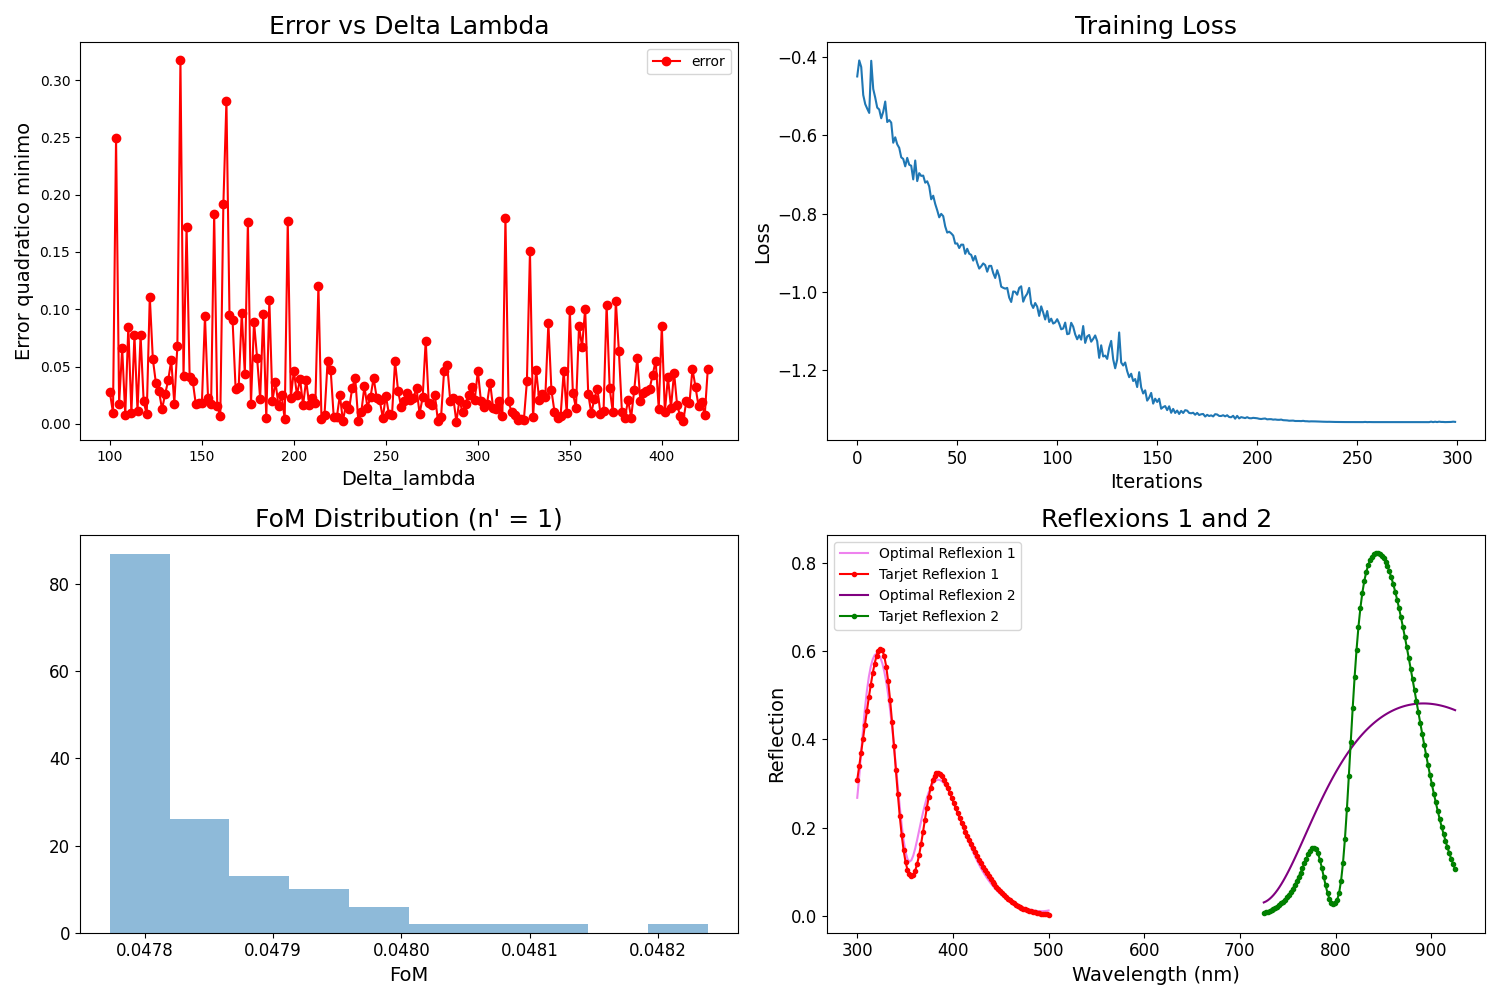 Error vs Delta Lambda
error
Error quadratico minimo
0.30
0.25
0.20
0.15
0.10
0.05
0.00
100 150 200 250 300 350 400
Delta_lambda
Training Loss
Loss
−0.4
−0.6
−0.8
−1.0
−1.2
0 50 100 150 200 250 300
Iterations
FoM Distribution (n' = 1)
80
60
40
20
0
0.0478 0.0479 0.0480 0.0481 0.0482
FoM
Reflexions 1 and 2
Optimal Reflexion 1
Tarjet Reflexion 1
Optimal Reflexion 2
Tarjet Reflexion 2
Reflection
0.8
0.6
0.4
0.2
0.0
300 400 500 600 700 800 900
Wavelength (nm)